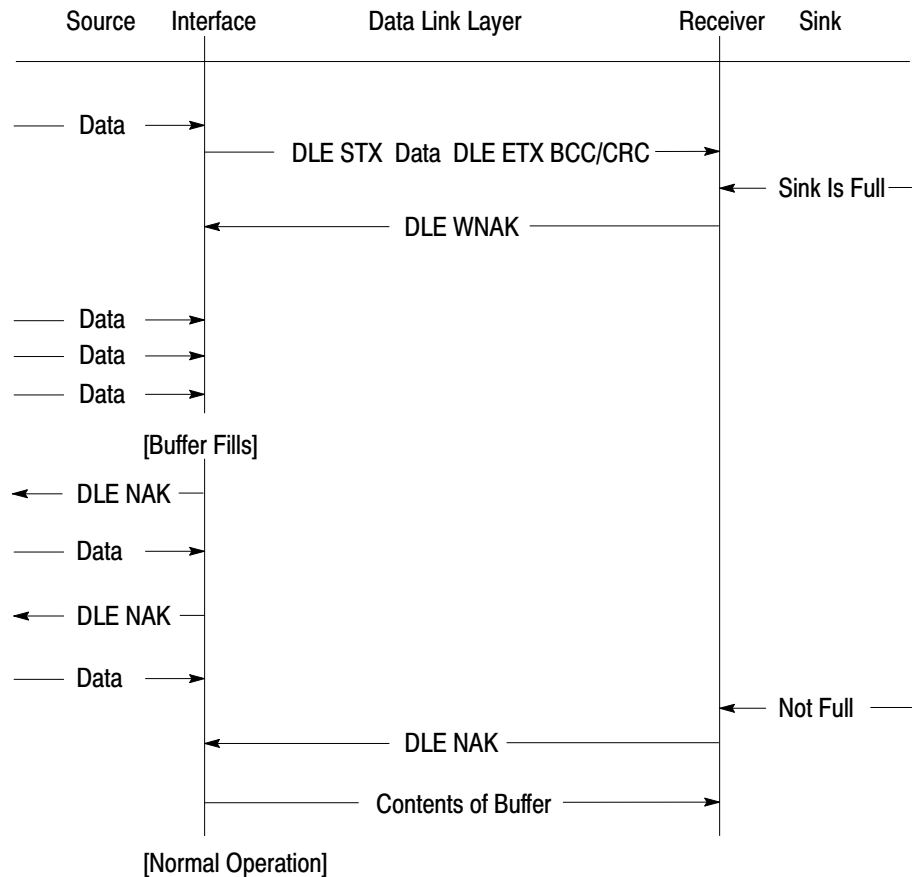 Source Interface Data Link Layer Receiver Sink
Data
DLE STX Data DLE ETX BCC/CRC
Sink Is Full
DLE WNAK
Data
Data
Data
[Buffer Fills]
DLE NAK
Data
DLE NAK
Data
Not Full
DLE NAK
Contents of Buffer
[Normal Operation]